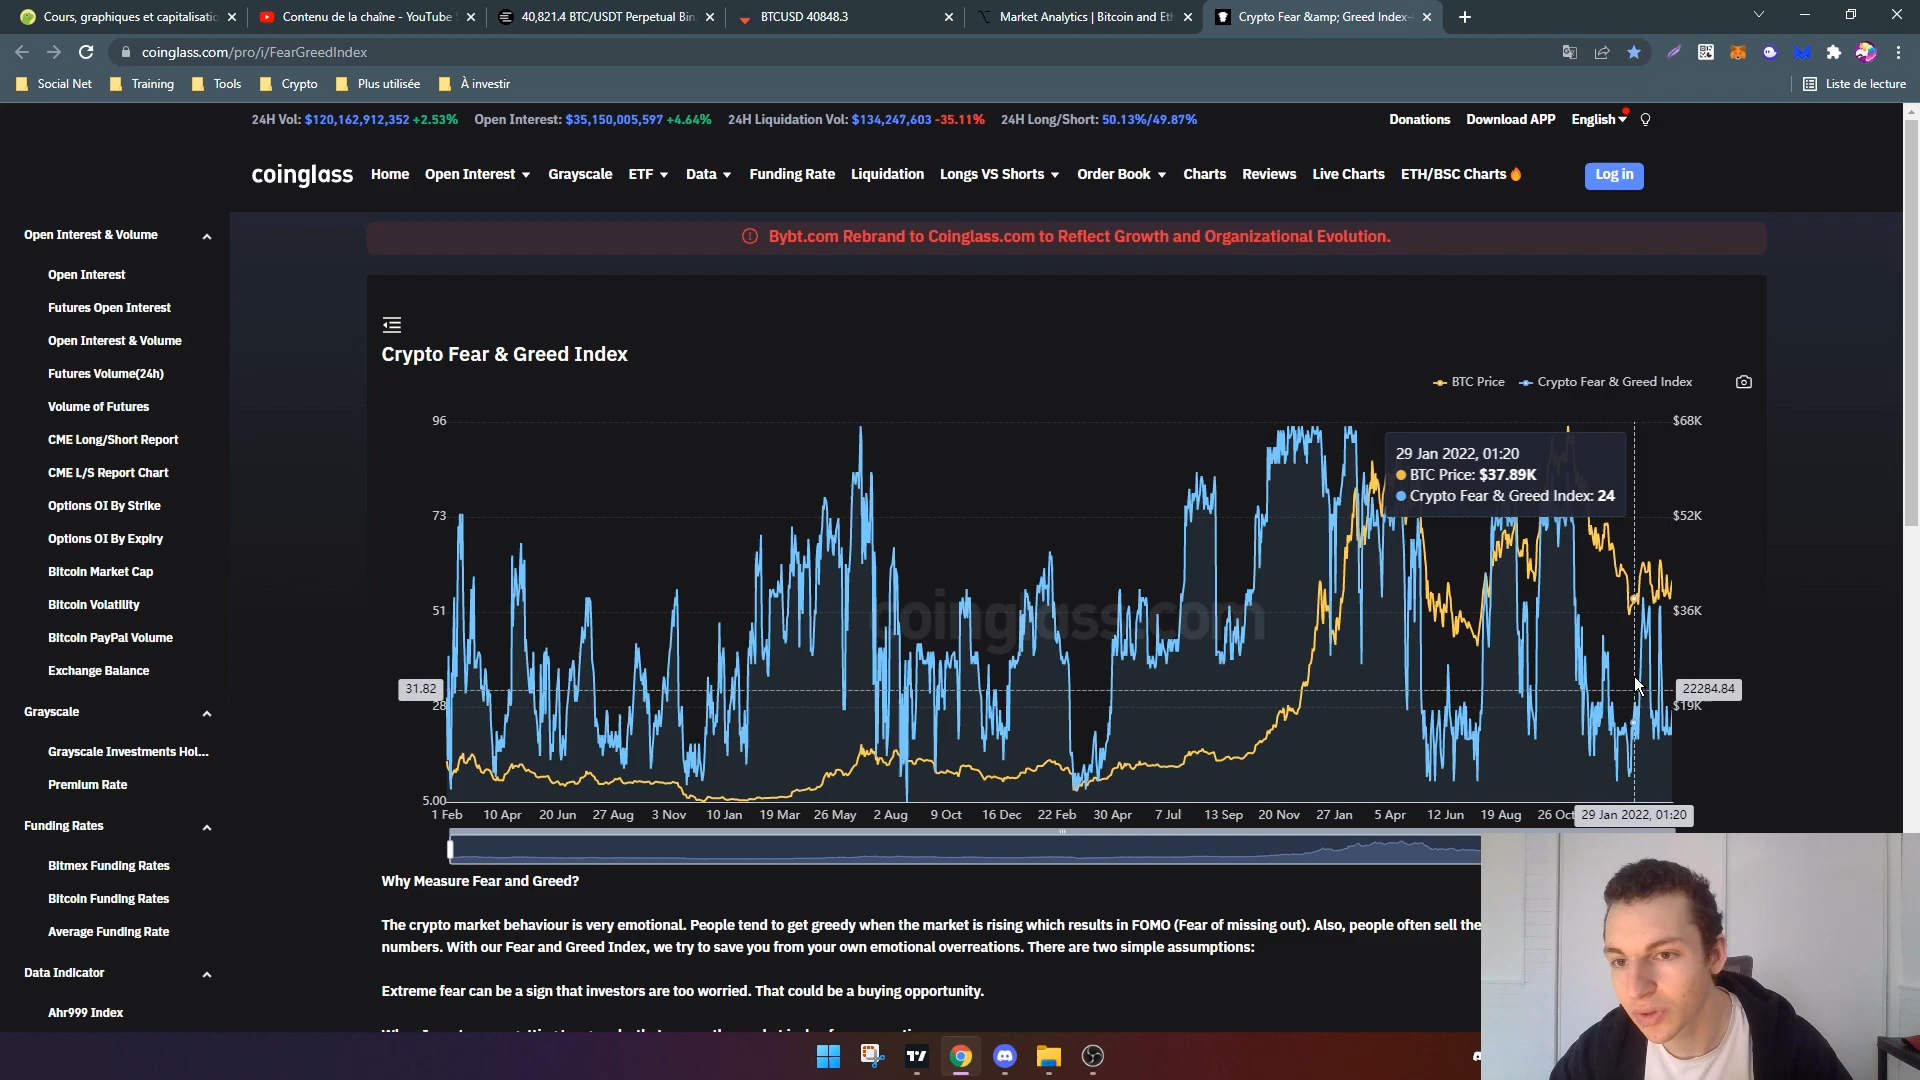 Cours, graphiques et capitalisatio
Contenu de la chaîne - YouTube S
40,821.4 BTC/USDT Perpetual Bin
BTCUSD 40848.3
Market Analytics | Bitcoin and Eth
Crypto Fear &amp; Greed Index-
coinglass.com/pro/i/FearGreedIndex
Social Net
Training
Tools
Crypto
Plus utilisée
À investir
Liste de lecture
24H Vol: $120,162,912,352 +2.53%
Open Interest: $35,150,005,597 +4.64%
24H Liquidation Vol: $134,247,603 -35.11%
24H Long/Short: 50.13%/49.87%
Donations
Download APP
English
coinglass
Home
Open Interest
Grayscale
ETF
Data
Funding Rate
Liquidation
Longs VS Shorts
Order Book
Charts
Reviews
Live Charts
ETH/BSC Charts
Log in
Bybt.com Rebrand to Coinglass.com to Reflect Growth and Organizational Evolution.
Open Interest & Volume
Open Interest
Futures Open Interest
Open Interest & Volume
Futures Volume(24h)
Volume of Futures
CME Long/Short Report
CME L/S Report Chart
Options OI By Strike
Options OI By Expiry
Bitcoin Market Cap
Bitcoin Volatility
Bitcoin PayPal Volume
Exchange Balance
Grayscale
Grayscale Investments Hol...
Premium Rate
Funding Rates
Bitmex Funding Rates
Bitcoin Funding Rates
Average Funding Rate
Data Indicator
Ahr999 Index
Crypto Fear & Greed Index
BTC Price
Crypto Fear & Greed Index
96
73
51
31.82
28
5.00
$68K
$52K
$36K
22284.84
$19K
29 Jan 2022, 01:20
BTC Price: $37.89K
Crypto Fear & Greed Index: 24
coinglass.com
1 Feb
10 Apr
20 Jun
27 Aug
3 Nov
10 Jan
19 Mar
26 May
2 Aug
9 Oct
16 Dec
22 Feb
30 Apr
7 Jul
13 Sep
20 Nov
27 Jan
5 Apr
12 Jun
19 Aug
26 Oct
29 Jan 2022, 01:20
Why Measure Fear and Greed?
The crypto market behaviour is very emotional. People tend to get greedy when the market is rising which results in FOMO (Fear of missing out). Also, people often sell the
numbers. With our Fear and Greed Index, we try to save you from your own emotional overreations. There are two simple assumptions:
Extreme fear can be a sign that investors are too worried. That could be a buying opportunity.